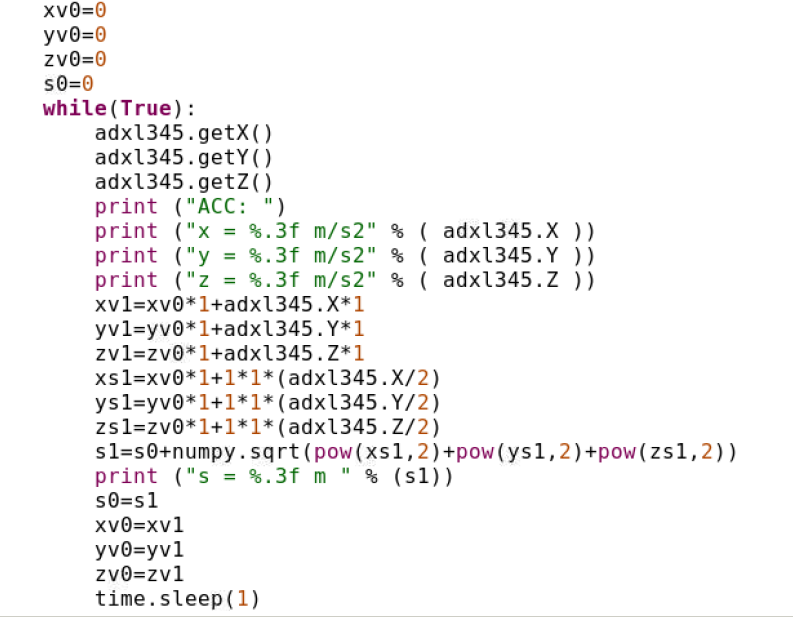 xv0=0
yv0=0
zv0=0
s0=0
while(True):
    adxl345.getX()
    adxl345.getY()
    adxl345.getZ()
    print ("ACC: ")
    print ("x = %.3f m/s2" % ( adxl345.X ))
    print ("y = %.3f m/s2" % ( adxl345.Y ))
    print ("z = %.3f m/s2" % ( adxl345.Z ))
    xv1=xv0*1+adxl345.X*1
    yv1=yv0*1+adxl345.Y*1
    zv1=zv0*1+adxl345.Z*1
    xs1=xv0*1+1*1*(adxl345.X/2)
    ys1=yv0*1+1*1*(adxl345.Y/2)
    zs1=zv0*1+1*1*(adxl345.Z/2)
    s1=s0+numpy.sqrt(pow(xs1,2)+pow(ys1,2)+pow(zs1,2))
    print ("s = %.3f m " % (s1))
    s0=s1
    xv0=xv1
    yv0=yv1
    zv0=zv1
    time.sleep(1)